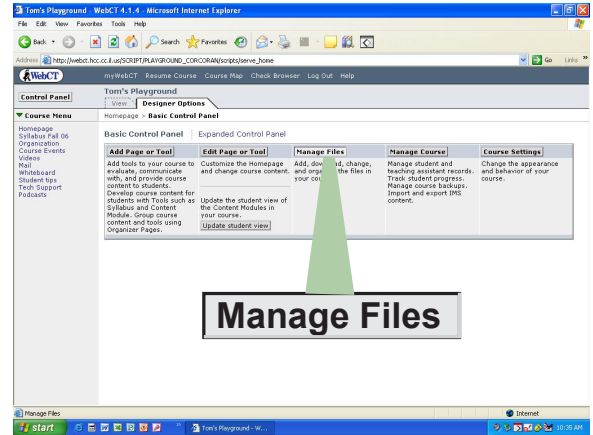 Tom's Playground - WebCT 4.1.4 - Microsoft Internet Explorer
File Edit View Favorites Tools Help
Back Search Favorites
Address http://webct.hcc.cc.il.us/SCRIPT/PLAYGROUND_CORCORAN/scripts/serve_home Go Links
WebCT myWebCT Resume Course Course Map Check Browser Log Out Help
Control Panel
Tom's Playground
View Designer Options
Course Menu
Homepage > Basic Control Panel
Homepage
Syllabus Fall 06
Organization
Course Events
Videos
Mail
Whiteboard
Student tips
Tech Support
Podcasts
Basic Control Panel Expanded Control Panel
Add Page or Tool
Add tools to your course to
evaluate, communicate
with, and provide course
content to students.
Develop course content for
students with Tools such as
Syllabus and Content
Module. Group course
content and tools using
Organizer Pages.
Edit Page or Tool
Customize the Homepage
and change course content.
Update the student view of
the Content Modules in
your course.
Update student view
Manage Files
Add, download, change,
and organize the files in
your course.
Manage Course
Manage student and
teaching assistant records.
Track student progress.
Manage course backups.
Import and export IMS
content.
Course Settings
Change the appearance
and behavior of your
course.
Manage Files
Manage Files Internet
start Tom's Playground - W... 10:35 AM